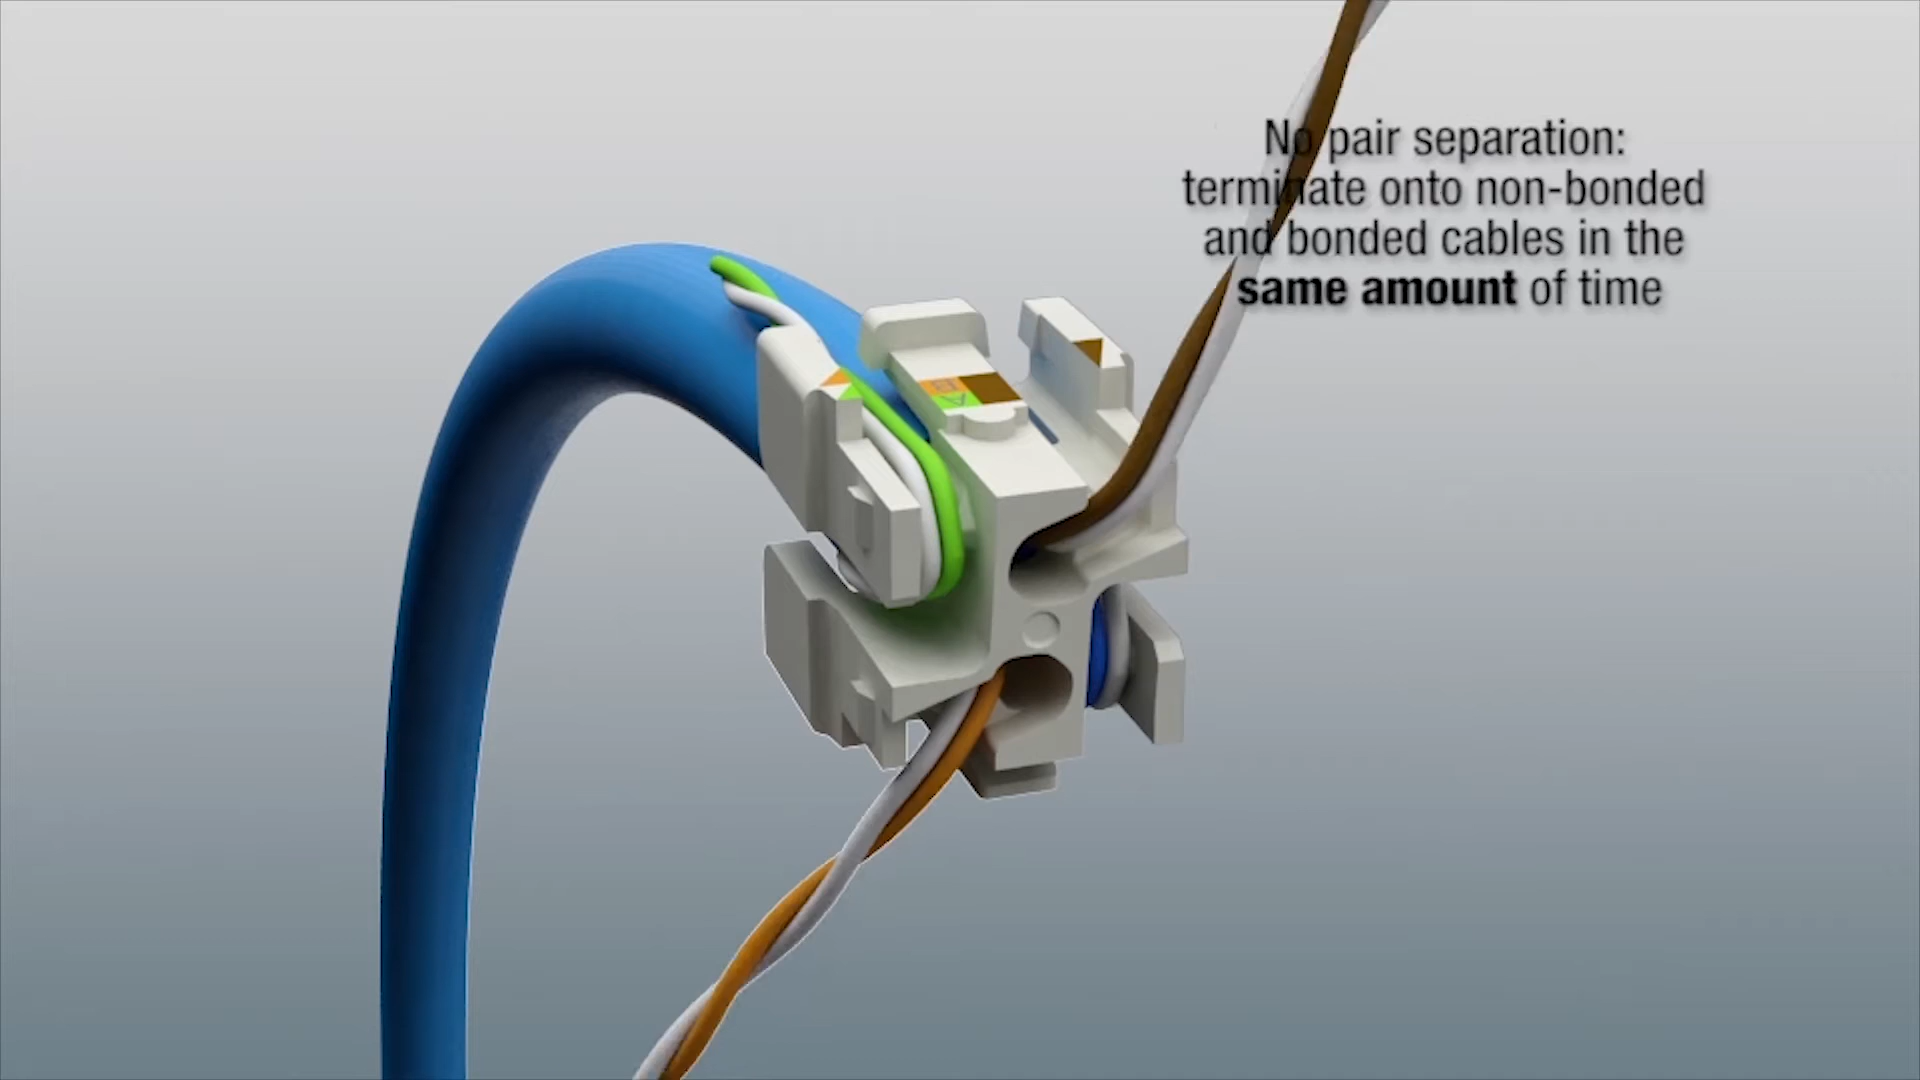 No pair separation:
terminate onto non-bonded
and bonded cables in the
same amount of time
B
A